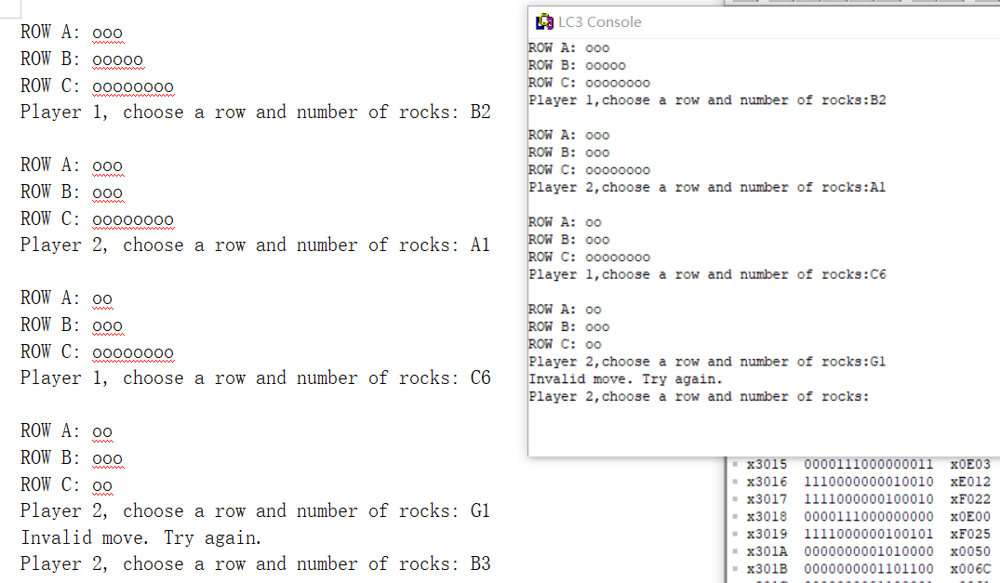 ROW A: ooo
ROW B: ooooo
ROW C: oooooooo
Player 1, choose a row and number of rocks: B2
ROW A: ooo
ROW B: ooo
ROW C: oooooooo
Player 2, choose a row and number of rocks: A1
ROW A: oo
ROW B: ooo
ROW C: oooooooo
Player 1, choose a row and number of rocks: C6
ROW A: oo
ROW B: ooo
ROW C: oo
Player 2, choose a row and number of rocks: G1
Invalid move. Try again.
Player 2, choose a row and number of rocks: B3
LC3 Console
ROW A: ooo
ROW B: ooooo
ROW C: oooooooo
Player 1,choose a row and number of rocks:B2
ROW A: ooo
ROW B: ooo
ROW C: oooooooo
Player 2,choose a row and number of rocks:A1
ROW A: oo
ROW B: ooo
ROW C: oooooooo
Player 1,choose a row and number of rocks:C6
ROW A: oo
ROW B: ooo
ROW C: oo
Player 2,choose a row and number of rocks:G1
Invalid move. Try again.
Player 2,choose a row and number of rocks:
x3015 0000111000000011 x0E03
x3016 1110000000010010 xE012
x3017 1111000000100010 xF022
x3018 0000111000000000 x0E00
x3019 1111000000100101 xF025
x301A 0000000001010000 x0050
x301B 0000000001101100 x006C